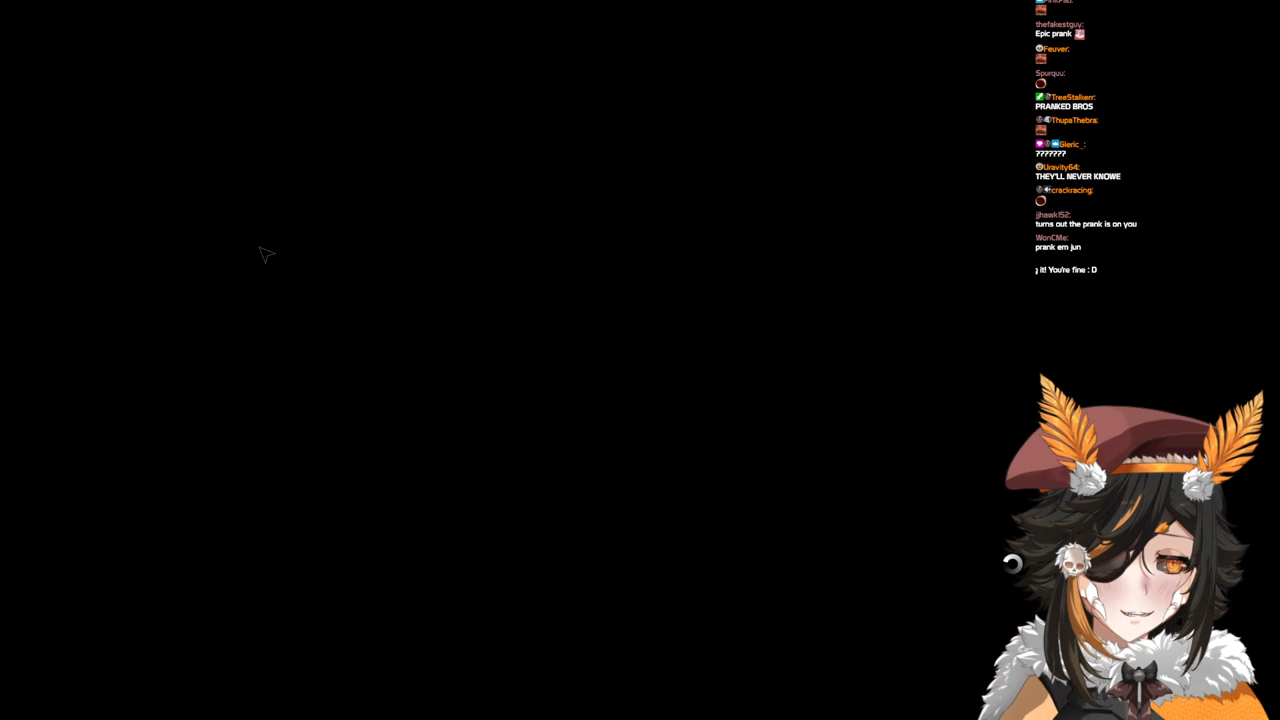 thefakestguy:
Epic prank
Feuver:
Spurquu:
TreeStalkerr:
PRANKED BROS
ThupaThebra:
Gleric_:
???????
Uravity64:
THEY'LL NEVER KNOWE
crackracing:
jjhawk152:
turns out the prank is on you
WonCMe:
prank em jun
it! You're fine : D